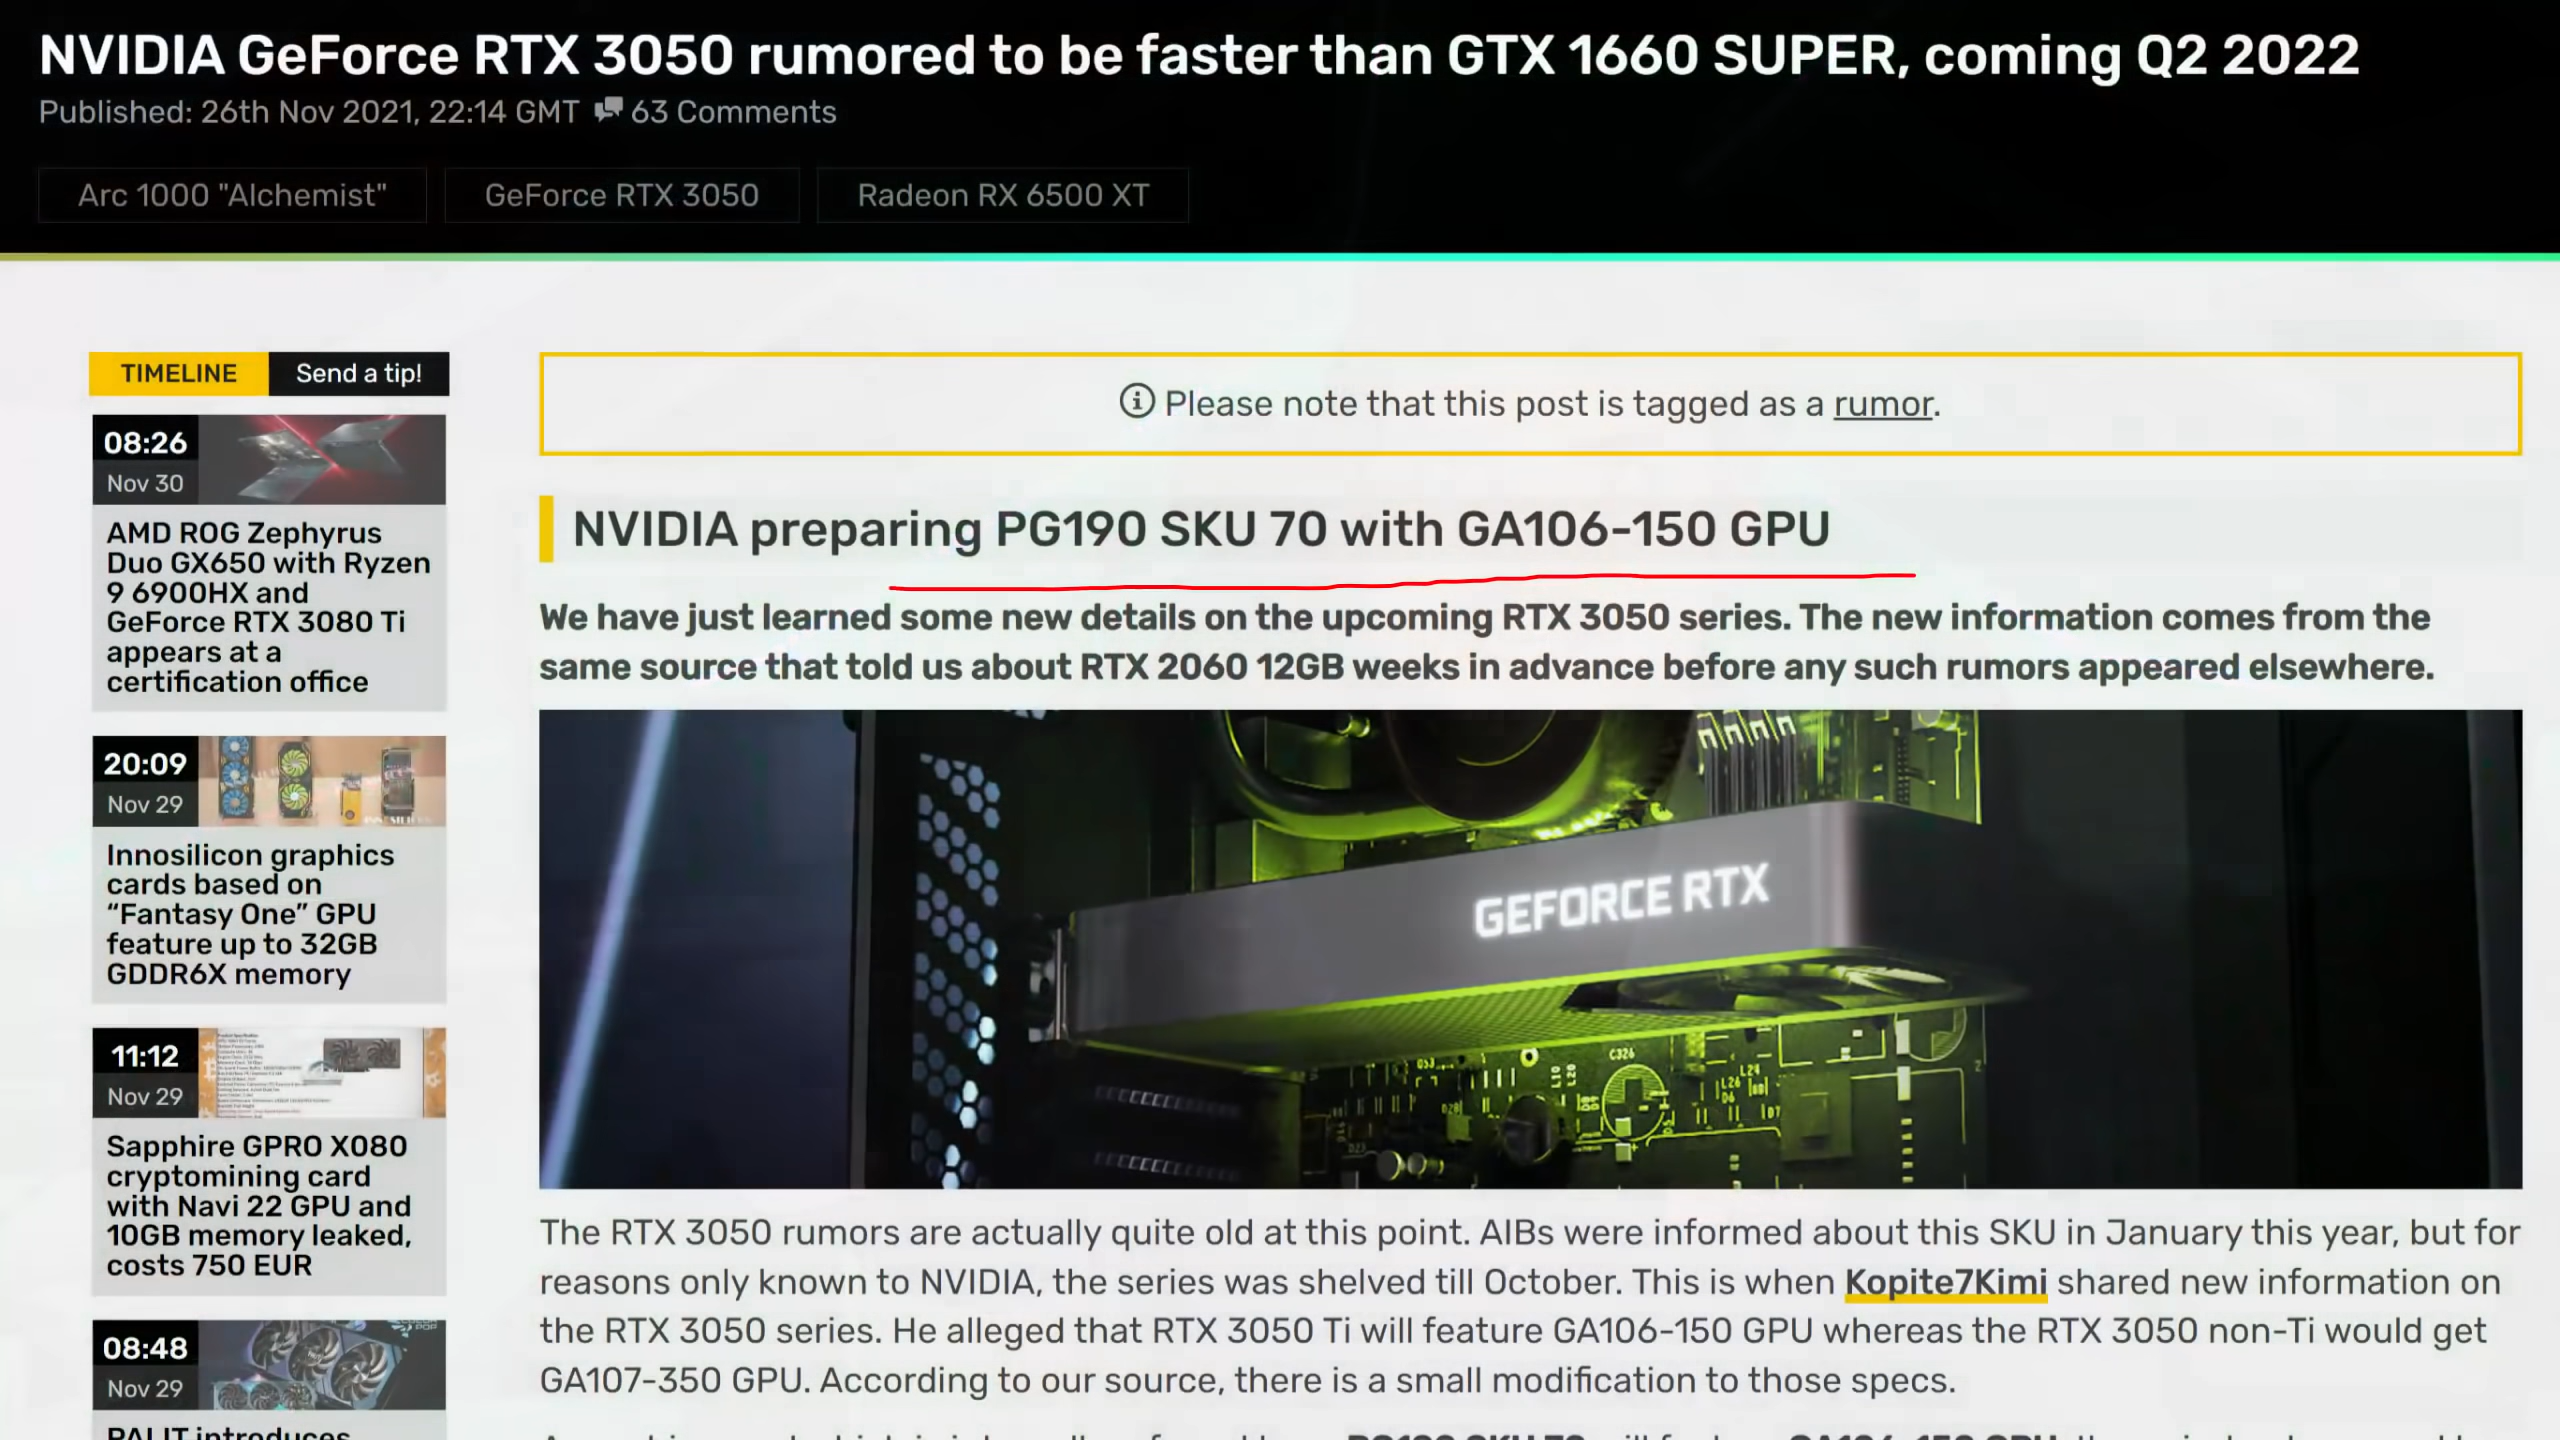 NVIDIA GeForce RTX 3050 rumored to be faster than GTX 1660 SUPER, coming Q2 2022
Published: 26th Nov 2021, 22:14 GMT 63 Comments
Arc 1000 "Alchemist"
GeForce RTX 3050
Radeon RX 6500 XT
TIMELINE
Send a tip!
08:26
Nov 30
AMD ROG Zephyrus
Duo GX650 with Ryzen
9 6900HX and
GeForce RTX 3080 Ti
appears at a
certification office
20:09
Nov 29
Innosilicon graphics
cards based on
“Fantasy One” GPU
feature up to 32GB
GDDR6X memory
11:12
Nov 29
Sapphire GPRO X080
cryptomining card
with Navi 22 GPU and
10GB memory leaked,
costs 750 EUR
08:48
Nov 29
PALIT introduces
Please note that this post is tagged as a rumor.
NVIDIA preparing PG190 SKU 70 with GA106-150 GPU
We have just learned some new details on the upcoming RTX 3050 series. The new information comes from the
same source that told us about RTX 2060 12GB weeks in advance before any such rumors appeared elsewhere.
GEFORCE RTX
C326
L10
L20
L24
L26
D6
The RTX 3050 rumors are actually quite old at this point. AIBs were informed about this SKU in January this year, but for
reasons only known to NVIDIA, the series was shelved till October. This is when Kopite7Kimi shared new information on
the RTX 3050 series. He alleged that RTX 3050 Ti will feature GA106-150 GPU whereas the RTX 3050 non-Ti would get
GA107-350 GPU. According to our source, there is a small modification to those specs.